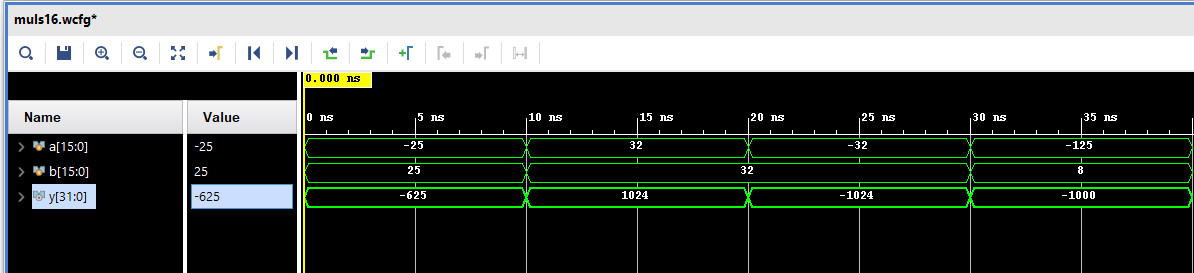 muls16.wcfg*
0.000 ns
Name Value
0 ns 5 ns 10 ns 15 ns 20 ns 25 ns 30 ns 35 ns
a[15:0] -25 -25 32 -32 -125
b[15:0] 25 25 32 8
y[31:0] -625 -625 1024 -1024 -1000